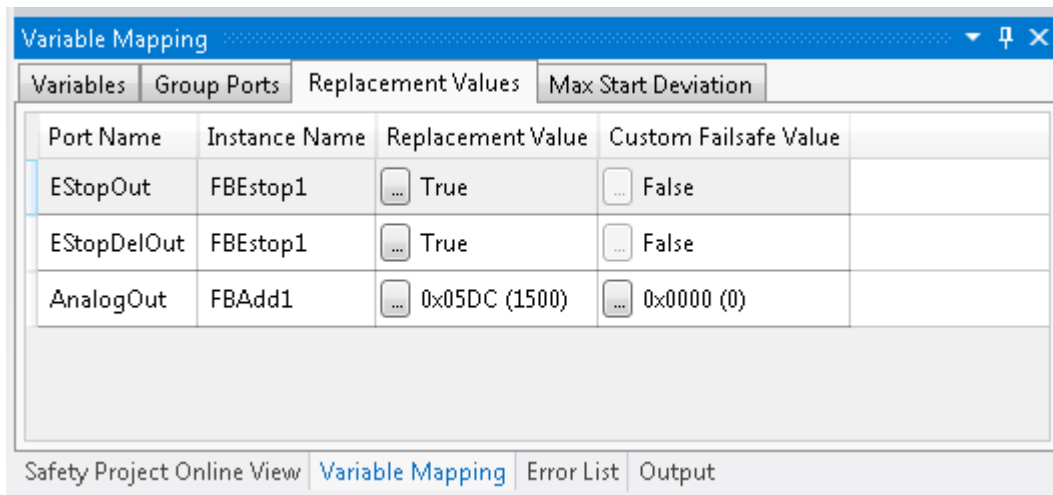 Variable Mapping
Variables Group Ports Replacement Values Max Start Deviation
Port Name Instance Name Replacement Value Custom Failsafe Value
EStopOut FBEstop1 ... True ... False
EStopDelOut FBEstop1 ... True ... False
AnalogOut FBAdd1 ... 0x05DC (1500) ... 0x0000 (0)
Safety Project Online View Variable Mapping Error List Output